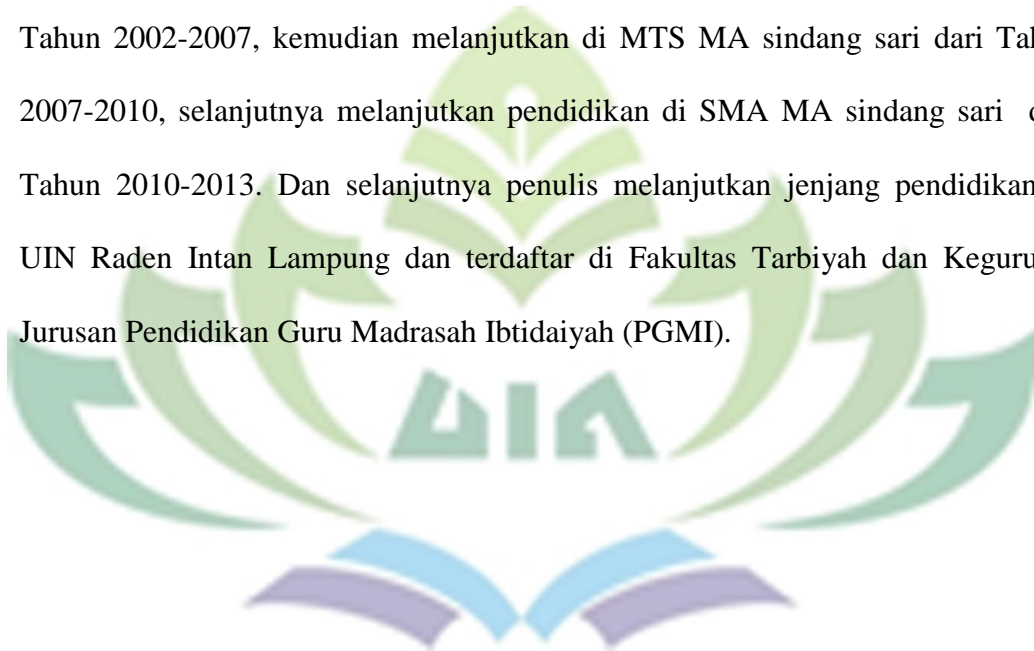 Tahun 2002-2007, kemudian melanjutkan di MTS MA sindang sari dari
2007-2010, selanjutnya melanjutkan pendidikan di SMA MA sindang sari
Tahun 2010-2013. Dan selanjutnya penulis melanjutkan jenjang pendidikan
UIN Raden Intan Lampung dan terdaftar di Fakultas Tarbiyah dan
Jurusan Pendidikan Guru Madrasah Ibtidaiyah (PGMI).
UIN